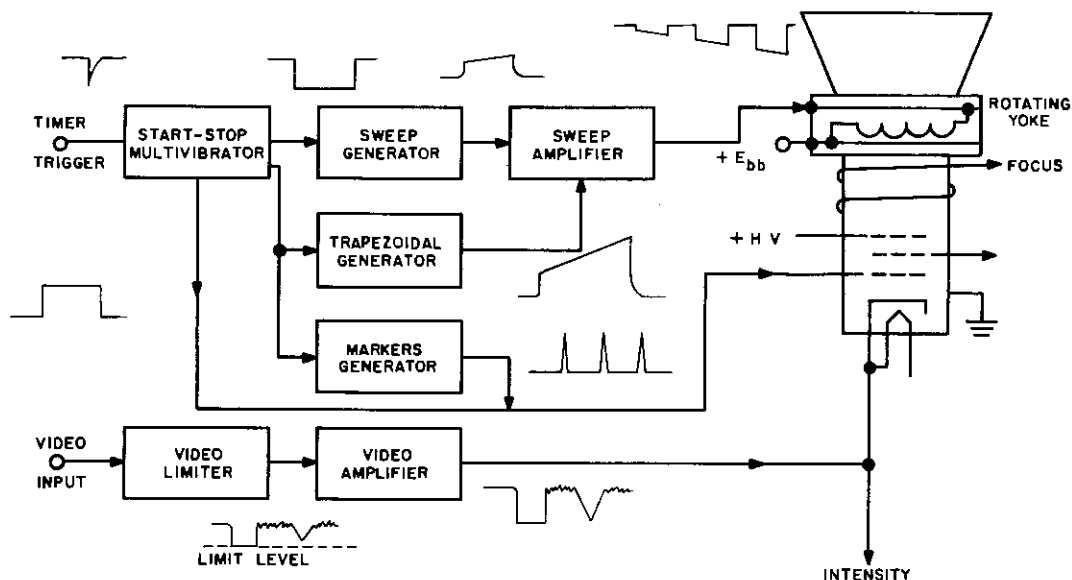 TIMER
TRIGGER
START-STOP
MULTIVIBRATOR
SWEEP
GENERATOR
SWEEP
AMPLIFIER
+ Ebb
ROTATING
YOKE
FOCUS
TRAPEZOIDAL
GENERATOR
+ H V
MARKERS
GENERATOR
VIDEO
INPUT
VIDEO
LIMITER
VIDEO
AMPLIFIER
LIMIT LEVEL
INTENSITY